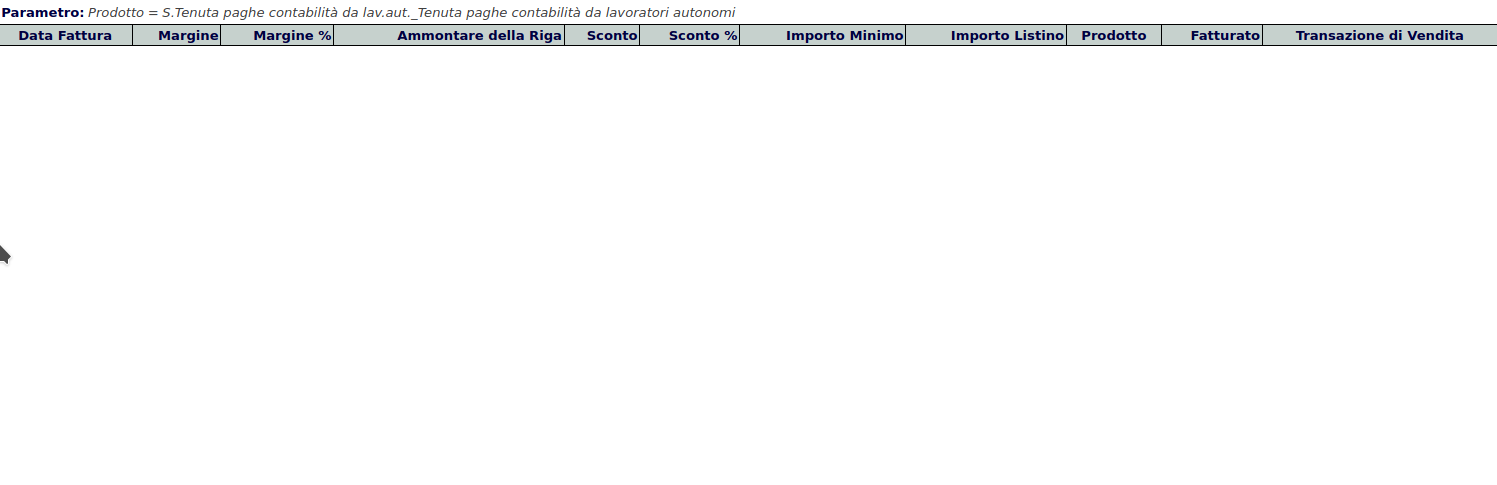 Parametro: Prodotto = S.Tenuta paghe contabilità da lav.aut._Tenuta paghe contabilità da lavoratori autonomi
Data Fattura Margine Margine % Ammontare della Riga Sconto Sconto % Importo Minimo Importo Listino Prodotto Fatturato Transazione di Vendita